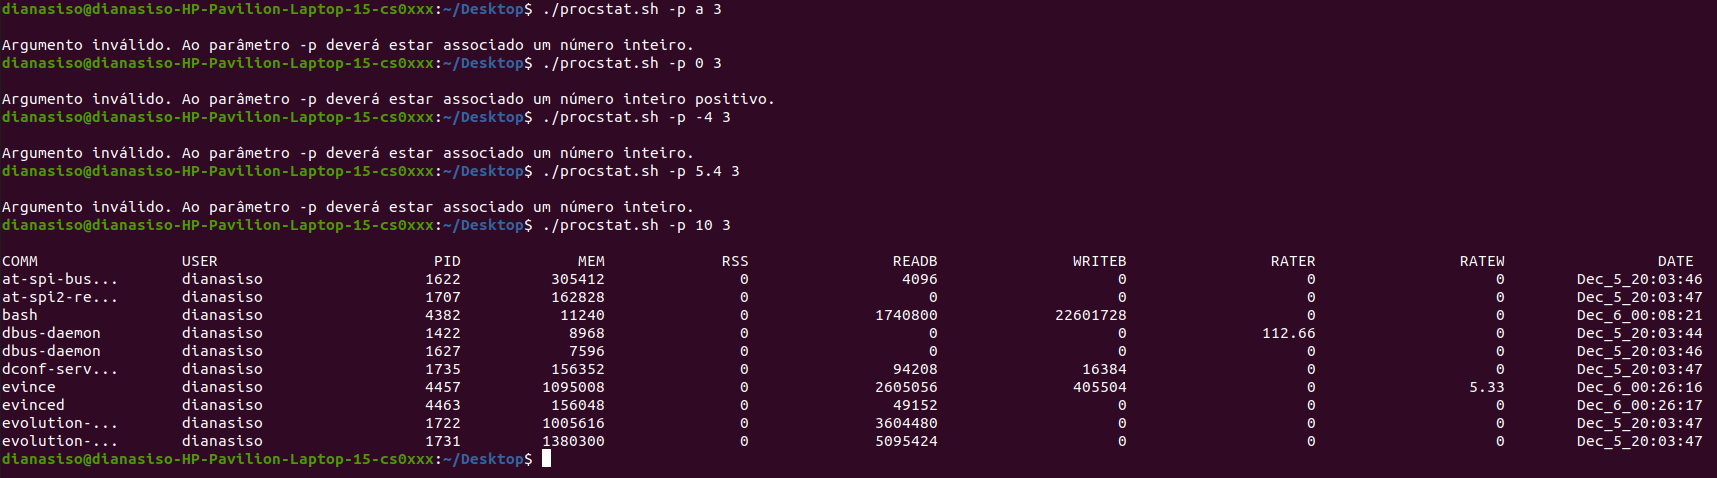 dianasiso@dianasiso-HP-Pavilion-Laptop-15-cs0xxx:~/Desktop$ ./procstat.sh -p a 3
Argumento inválido. Ao parâmetro -p deverá estar associado um número inteiro.
dianasiso@dianasiso-HP-Pavilion-Laptop-15-cs0xxx:~/Desktop$ ./procstat.sh -p 0 3
Argumento inválido. Ao parâmetro -p deverá estar associado um número inteiro positivo.
dianasiso@dianasiso-HP-Pavilion-Laptop-15-cs0xxx:~/Desktop$ ./procstat.sh -p -4 3
Argumento inválido. Ao parâmetro -p deverá estar associado um número inteiro.
dianasiso@dianasiso-HP-Pavilion-Laptop-15-cs0xxx:~/Desktop$ ./procstat.sh -p 5.4 3
Argumento inválido. Ao parâmetro -p deverá estar associado um número inteiro.
dianasiso@dianasiso-HP-Pavilion-Laptop-15-cs0xxx:~/Desktop$ ./procstat.sh -p 10 3
COMM USER PID MEM RSS READB WRITEB RATER RATEW DATE
at-spi-bus... dianasiso 1622 305412 0 4096 0 0 0 Dec_5_20:03:46
at-spi2-re... dianasiso 1707 162828 0 0 0 0 0 Dec_5_20:03:47
bash dianasiso 4382 11240 0 1740800 22601728 0 0 Dec_6_00:08:21
dbus-daemon dianasiso 1422 8968 0 0 0 112.66 0 Dec_5_20:03:44
dbus-daemon dianasiso 1627 7596 0 0 0 0 0 Dec_5_20:03:46
dconf-serv... dianasiso 1735 156352 0 94208 16384 0 0 Dec_5_20:03:47
evince dianasiso 4457 1095008 0 2605056 405504 0 5.33 Dec_6_00:26:16
evinced dianasiso 4463 156048 0 49152 0 0 0 Dec_6_00:26:17
evolution-... dianasiso 1722 1005616 0 3604480 0 0 0 Dec_5_20:03:47
evolution-... dianasiso 1731 1380300 0 5095424 0 0 0 Dec_5_20:03:47
dianasiso@dianasiso-HP-Pavilion-Laptop-15-cs0xxx:~/Desktop$